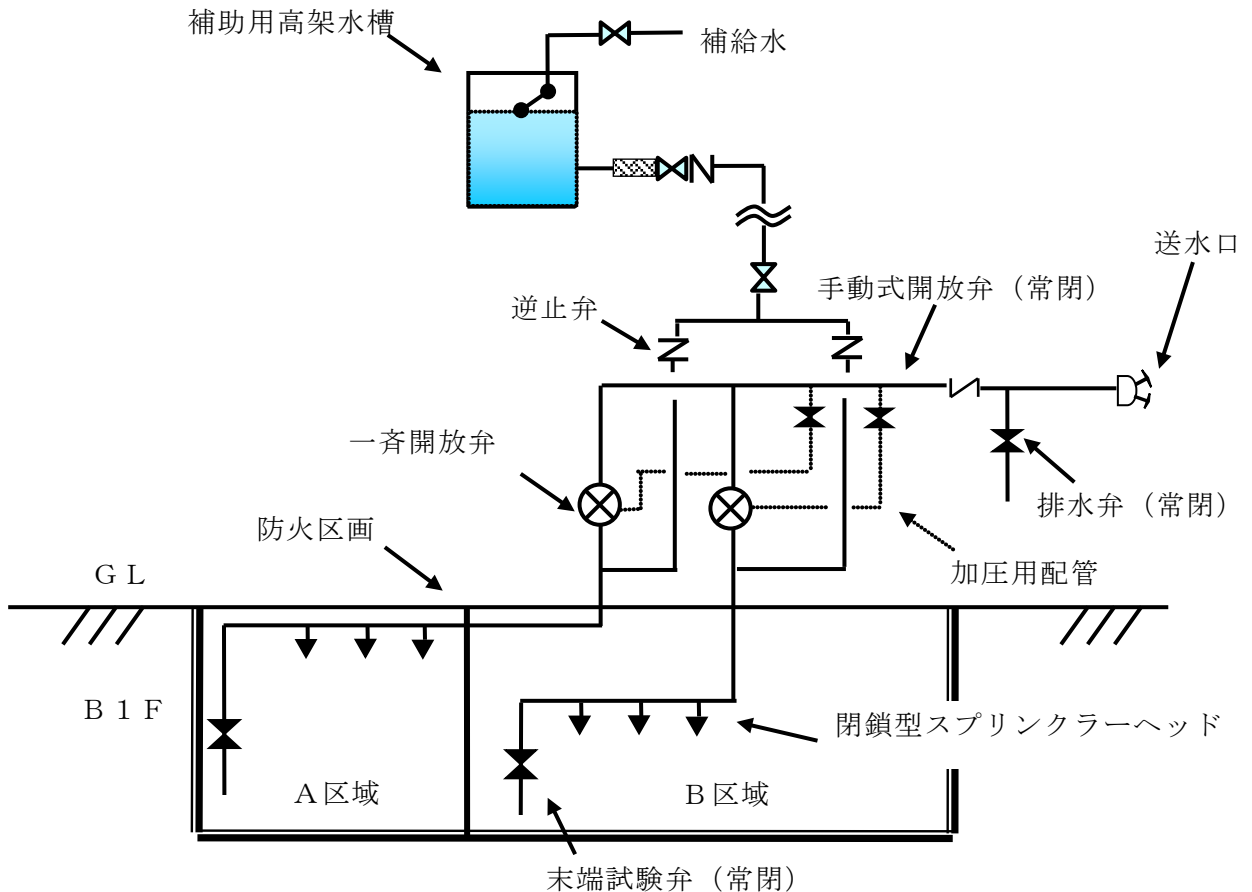 補助用高架水槽
補給水
送水口
手動式開放弁（常閉）
逆止弁
一斉開放弁
排水弁（常閉）
防火区画
加圧用配管
ＧＬ
Ｂ１Ｆ
閉鎖型スプリンクラーヘッド
Ａ区域
Ｂ区域
末端試験弁（常閉）